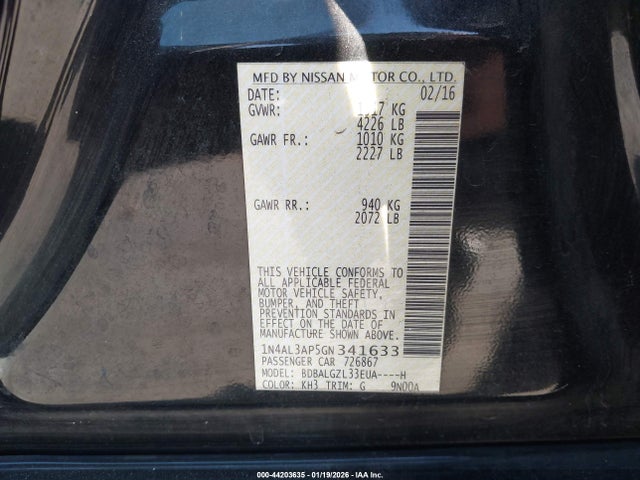 MFD BY NISSAN MOTOR CO., LTD.
DATE: 02/16
GVWR: KG
4226 LB
GAWR FR.: 1010 KG
2227 LB
GAWR RR.: 940 KG
2072 LB
THIS VEHICLE CONFORMS TO
ALL APPLICABLE FEDERAL
MOTOR VEHICLE SAFETY,
BUMPER, AND THEFT
PREVENTION STANDARDS IN
EFFECT ON THE DATE OF
MANUFACTURE SHOWN ABOVE.
1N4AL3AP5GN341633
PASSENGER CAR 726867
MODEL: BDBALGZL33EUA----H
COLOR: KH3 TRIM: G 9N00A
000-44203635 - 01/19/2026 - IAA Inc.